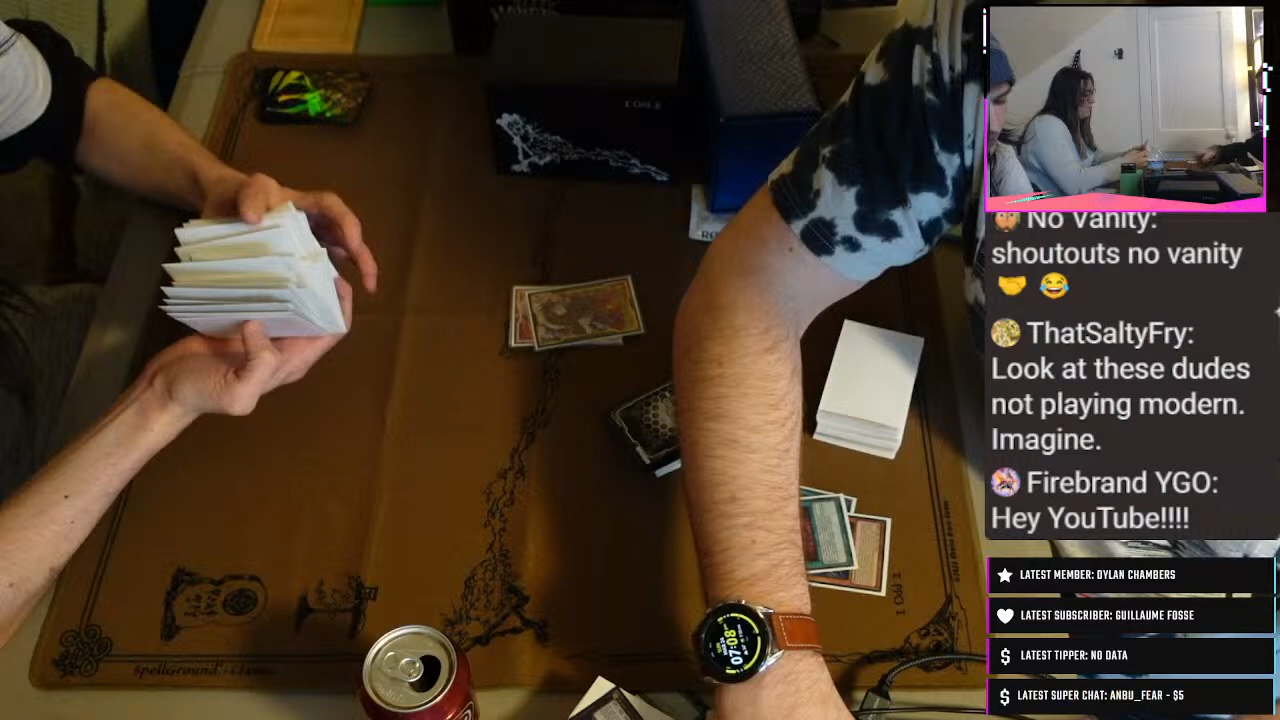 No Vanity:
shoutouts no vanity
🤝 😂
ThatSaltyFry:
Look at these dudes
not playing modern.
Imagine.
Firebrand YGO:
Hey YouTube!!!!
LATEST MEMBER: DYLAN CHAMBERS
LATEST SUBSCRIBER: GUILLAUME FOSSE
LATEST TIPPER: NO DATA
LATEST SUPER CHAT: ANBU_FEAR - $5
07:08